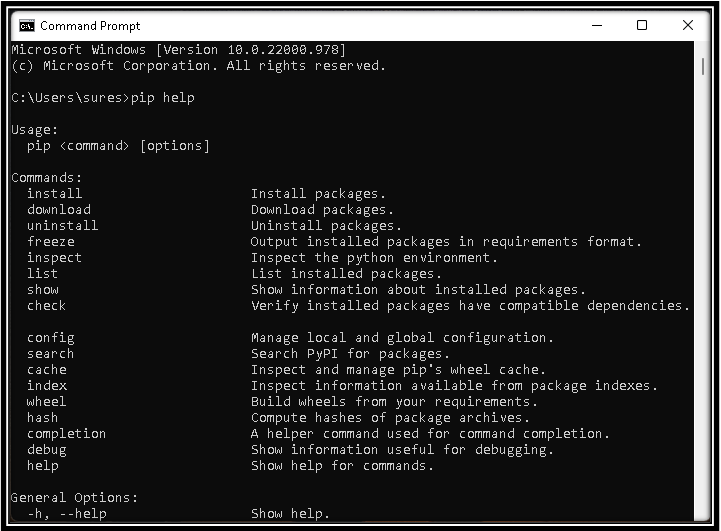 Command Prompt
Microsoft Windows [Version 10.0.22000.978]
(c) Microsoft Corporation. All rights reserved.
C:\Users\sures>pip help
Usage:
pip <command> [options]
Commands:
install Install packages.
download Download packages.
uninstall Uninstall packages.
freeze Output installed packages in requirements format.
inspect Inspect the python environment.
list List installed packages.
show Show information about installed packages.
check Verify installed packages have compatible dependencies.
config Manage local and global configuration.
search Search PyPI for packages.
cache Inspect and manage pip's wheel cache.
index Inspect information available from package indexes.
wheel Build wheels from your requirements.
hash Compute hashes of package archives.
completion A helper command used for command completion.
debug Show information useful for debugging.
help Show help for commands.
General Options:
-h, --help Show help.